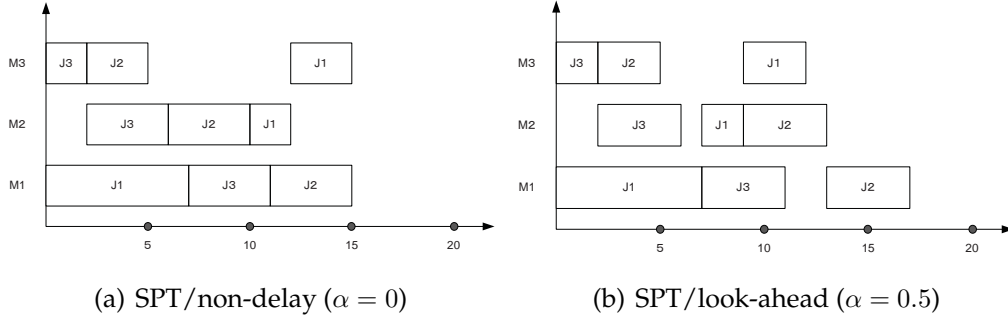 M3
J3
J2
J1
M2
J3
J2
J1
M1
J1
J3
J2
5
10
15
20
(a) SPT/non-delay (α = 0)
M3
J3
J2
J1
M2
J3
J1
J2
M1
J1
J3
J2
5
10
15
20
(b) SPT/look-ahead (α = 0.5)